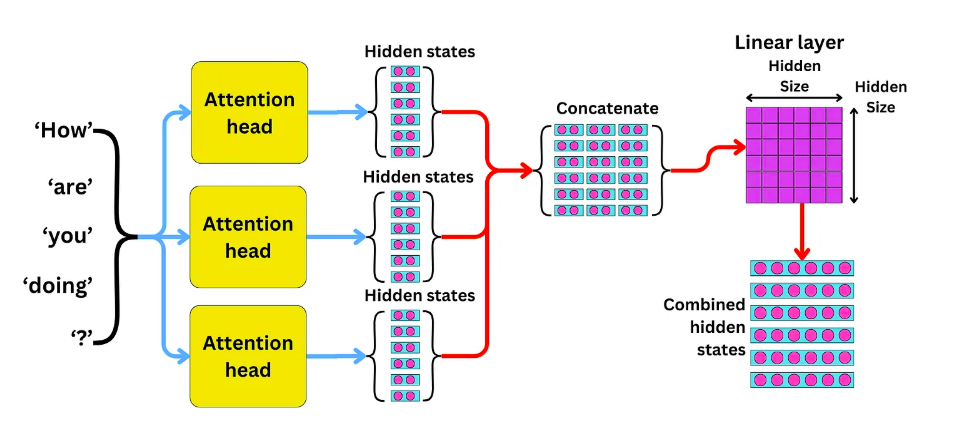 ‘How’
‘are’
‘you’
‘doing’
‘?’
Attention
head
Attention
head
Attention
head
Hidden states
Hidden states
Hidden states
Concatenate
Linear layer
Hidden
Size
Hidden
Size
Combined
hidden
states